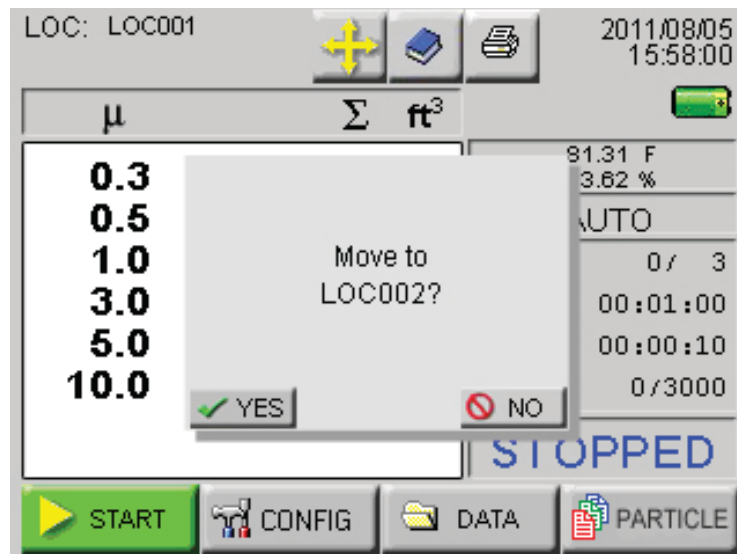 LOC: LOC001
2011/08/05
15:58:00
µ Σ ft³
81.31 F
3.62 %
0.3
0.5
1.0
3.0
5.0
10.0
Move to
LOC002?
YES
NO
0/ 3
00:01:00
00:00:10
0/3000
STOPPED
START
CONFIG
DATA
PARTICLE